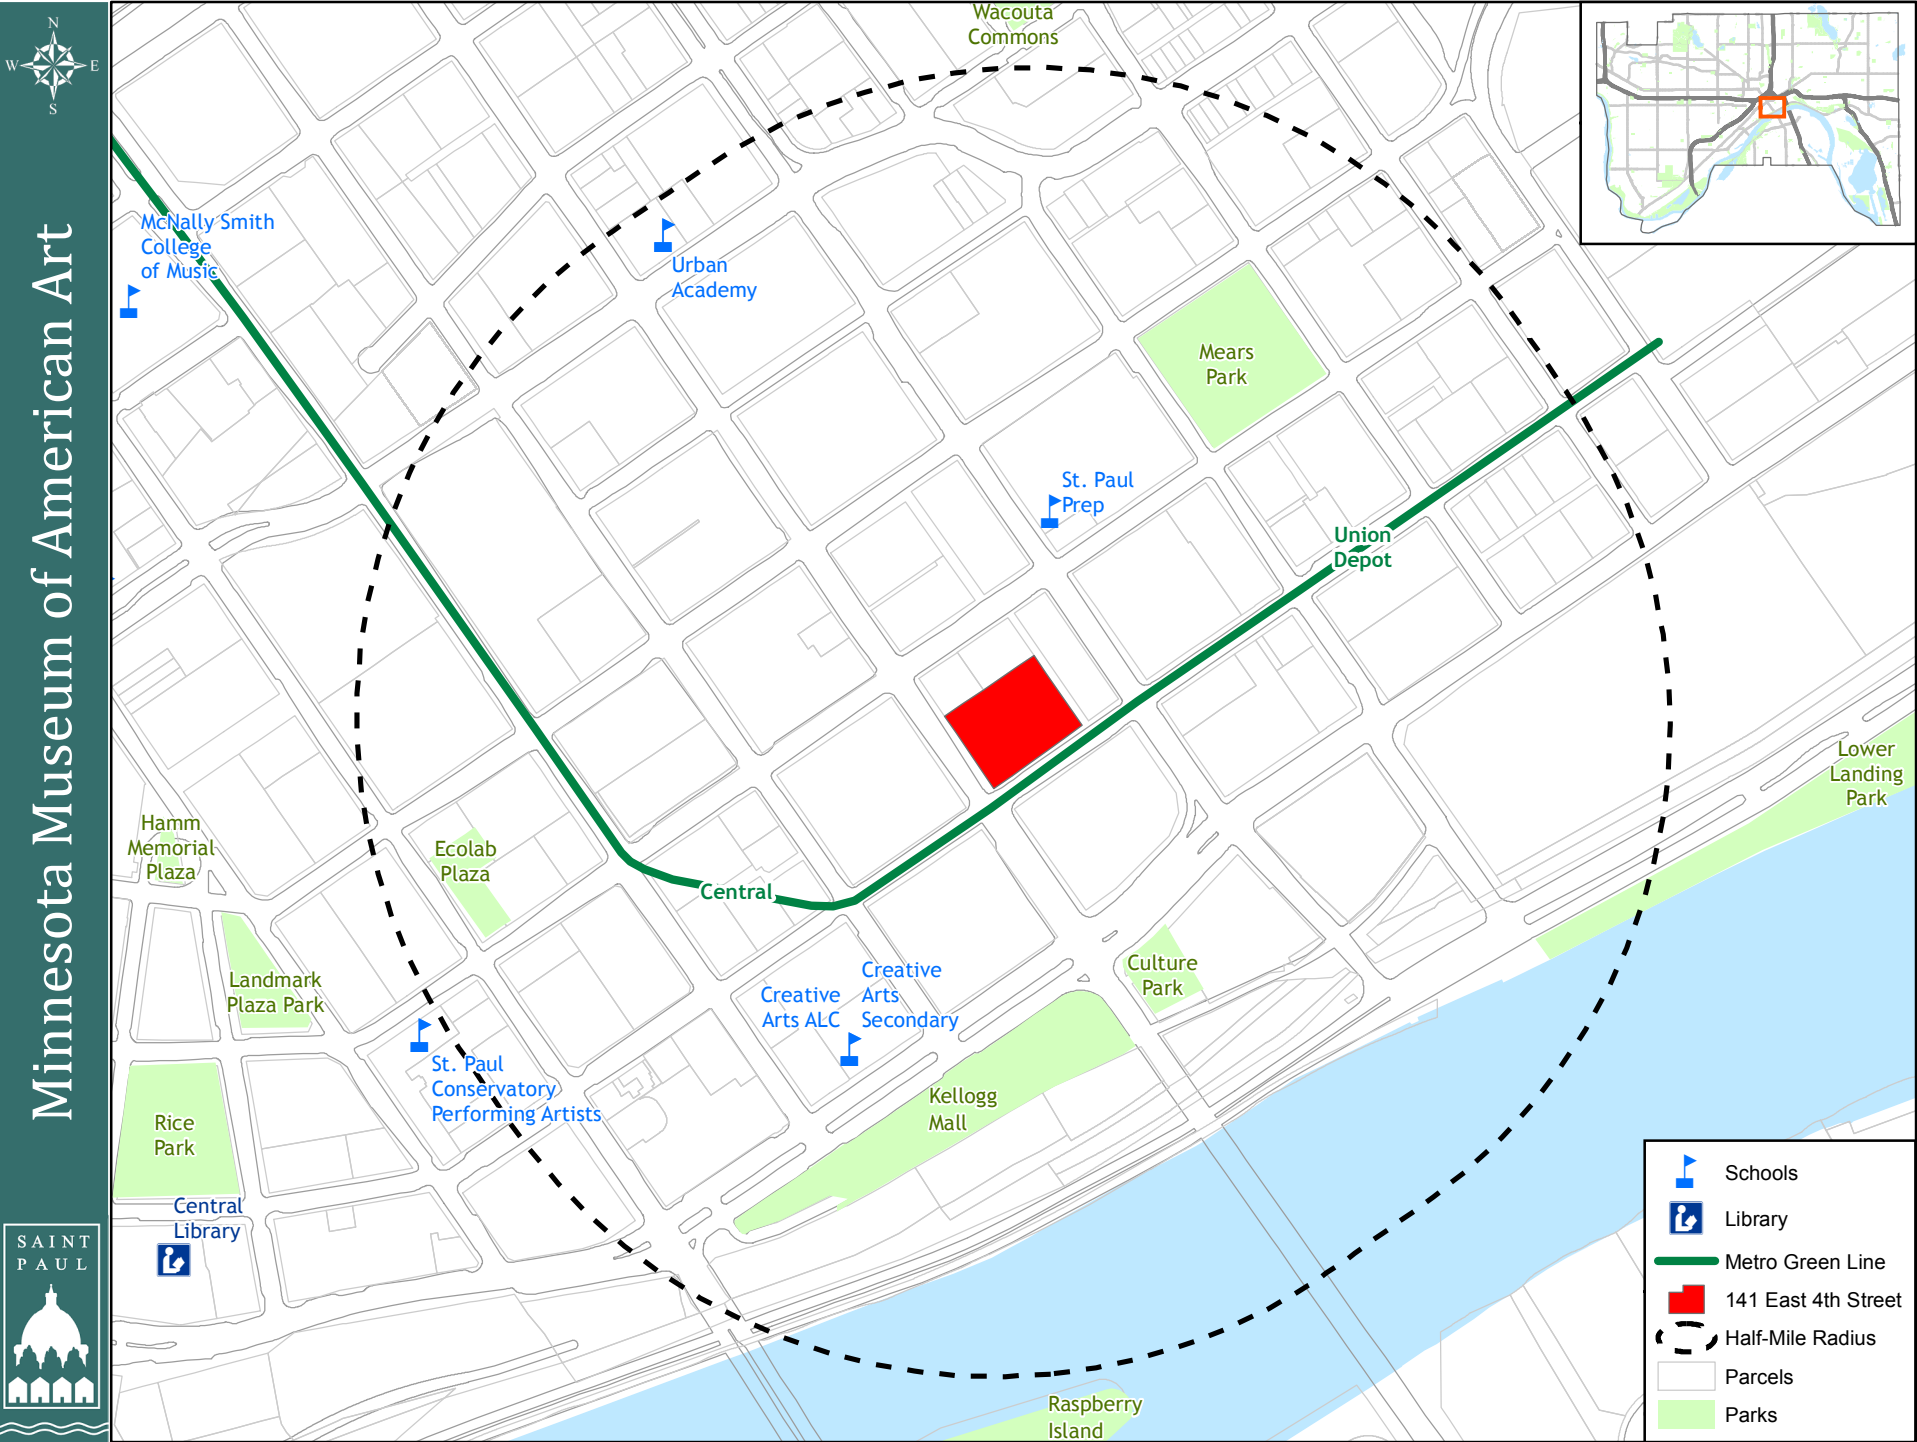 N
W
E
S
Minnesota Museum of American Art
SAINT
PAUL
Wacouta
Commons
McNally Smith
College
of Music
Urban
Academy
Mears
Park
St. Paul
Prep
Union
Depot
Lower
Landing
Park
Hamm
Memorial
Plaza
Ecolab
Plaza
Central
Landmark
Plaza Park
Creative
Arts ALC
Creative
Arts
Secondary
Culture
Park
St. Paul
Conservatory
Performing Artists
Kellogg
Mall
Rice
Park
Central
Library
Raspberry
Island
Schools
Library
Metro Green Line
141 East 4th Street
Half-Mile Radius
Parcels
Parks